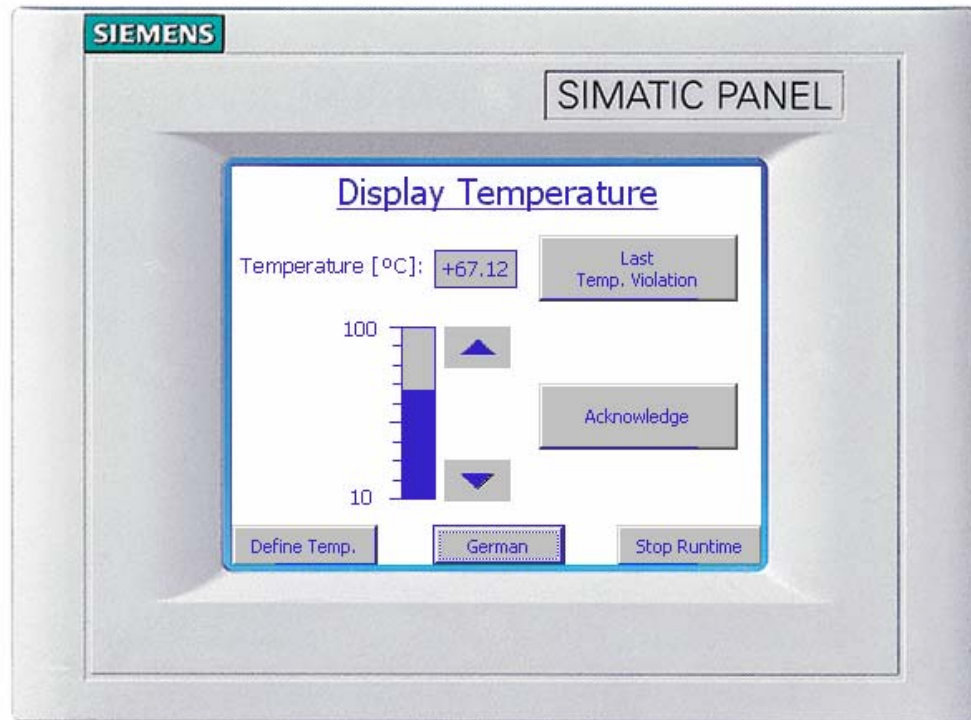 SIEMENS
SIMATIC PANEL
Display Temperature
Temperature [ºC]: +67.12
Last
Temp. Violation
100
Acknowledge
10
Define Temp.
German
Stop Runtime